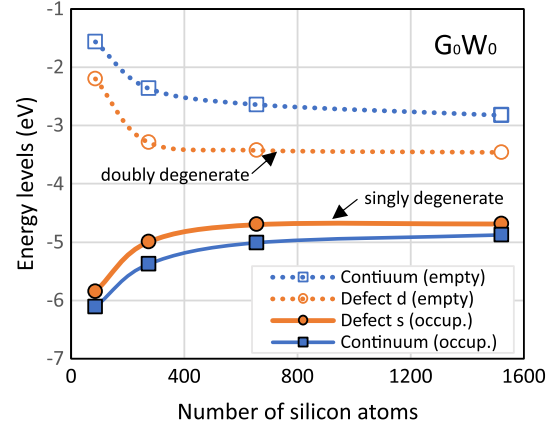 -1
-2
-3
-4
-5
-6
-7
Energy levels (eV)
G₀W₀
doubly degenerate
singly degenerate
Contiuum (empty)
Defect d (empty)
Defect s (occup.)
Continuum (occup.)
0 400 800 1200 1600
Number of silicon atoms